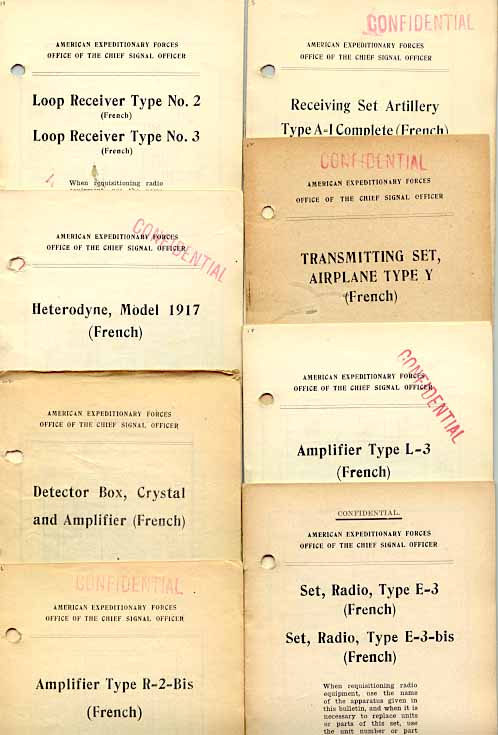 AMERICAN EXPEDITIONARY FORCES
OFFICE OF THE CHIEF SIGNAL OFFICER
Loop Receiver Type No. 2
(French)
Loop Receiver Type No. 3
(French)
When requisitioning radio
CONFIDENTIAL
AMERICAN EXPEDITIONARY FORCES
OFFICE OF THE CHIEF SIGNAL OFFICER
Heterodyne, Model 1917
(French)
AMERICAN EXPEDITIONARY FORCES
OFFICE OF THE CHIEF SIGNAL OFFICER
Detector Box, Crystal
and Amplifier (French)
CONFIDENTIAL
AMERICAN EXPEDITIONARY FORCES
OFFICE OF THE CHIEF SIGNAL OFFICER
Amplifier Type R-2-Bis
(French)
CONFIDENTIAL
AMERICAN EXPEDITIONARY FORCES
OFFICE OF THE CHIEF SIGNAL OFFICER
Receiving Set Artillery
Type A-1 Complete (French)
CONFIDENTIAL
AMERICAN EXPEDITIONARY FORCES
OFFICE OF THE CHIEF SIGNAL OFFICER
TRANSMITTING SET,
AIRPLANE TYPE Y
(French)
CONFIDENTIAL
AMERICAN EXPEDITIONARY FORCES
OFFICE OF THE CHIEF SIGNAL OFFICER
Amplifier Type L-3
(French)
CONFIDENTIAL.
AMERICAN EXPEDITIONARY FORCES
OFFICE OF THE CHIEF SIGNAL OFFICER
Set, Radio, Type E-3
(French)
Set, Radio, Type E-3-bis
(French)
When requisitioning radio
equipment, use the name
of the apparatus given in
this bulletin, and when it is
necessary to replace units
or parts of this set, use
the unit number or part